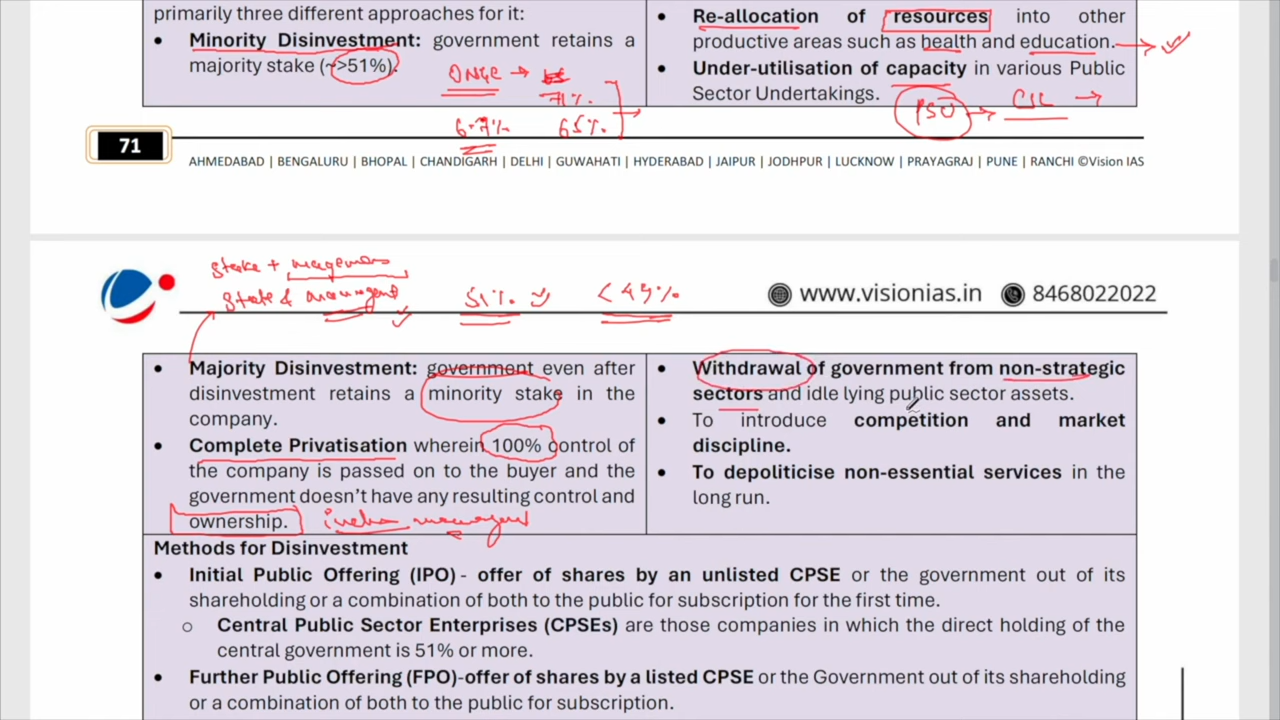 primarily three different approaches for it:
• Minority Disinvestment: government retains a
majority stake (~>51%).
ONGC →
71%
6.7% 65%
• Re-allocation of resources into other
productive areas such as health and education.
• Under-utilisation of capacity in various Public
Sector Undertakings.
PSU → CIL →
71
AHMEDABAD | BENGALURU | BHOPAL | CHANDIGARH | DELHI | GUWAHATI | HYDERABAD | JAIPUR | JODHPUR | LUCKNOW | PRAYAGRAJ | PUNE | RANCHI ©Vision IAS
stake +
51% <49%
www.visionias.in 8468022022
• Majority Disinvestment: government even after
disinvestment retains a minority stake in the
company.
• Complete Privatisation wherein 100% control of
the company is passed on to the buyer and the
government doesn't have any resulting control and
ownership.
• Withdrawal of government from non-strategic
sectors and idle lying public sector assets.
• To introduce competition and market
discipline.
• To depoliticise non-essential services in the
long run.
Methods for Disinvestment
• Initial Public Offering (IPO)- offer of shares by an unlisted CPSE or the government out of its
shareholding or a combination of both to the public for subscription for the first time.
o Central Public Sector Enterprises (CPSEs) are those companies in which the direct holding of the
central government is 51% or more.
• Further Public Offering (FPO)-offer of shares by a listed CPSE or the Government out of its shareholding
or a combination of both to the public for subscription.